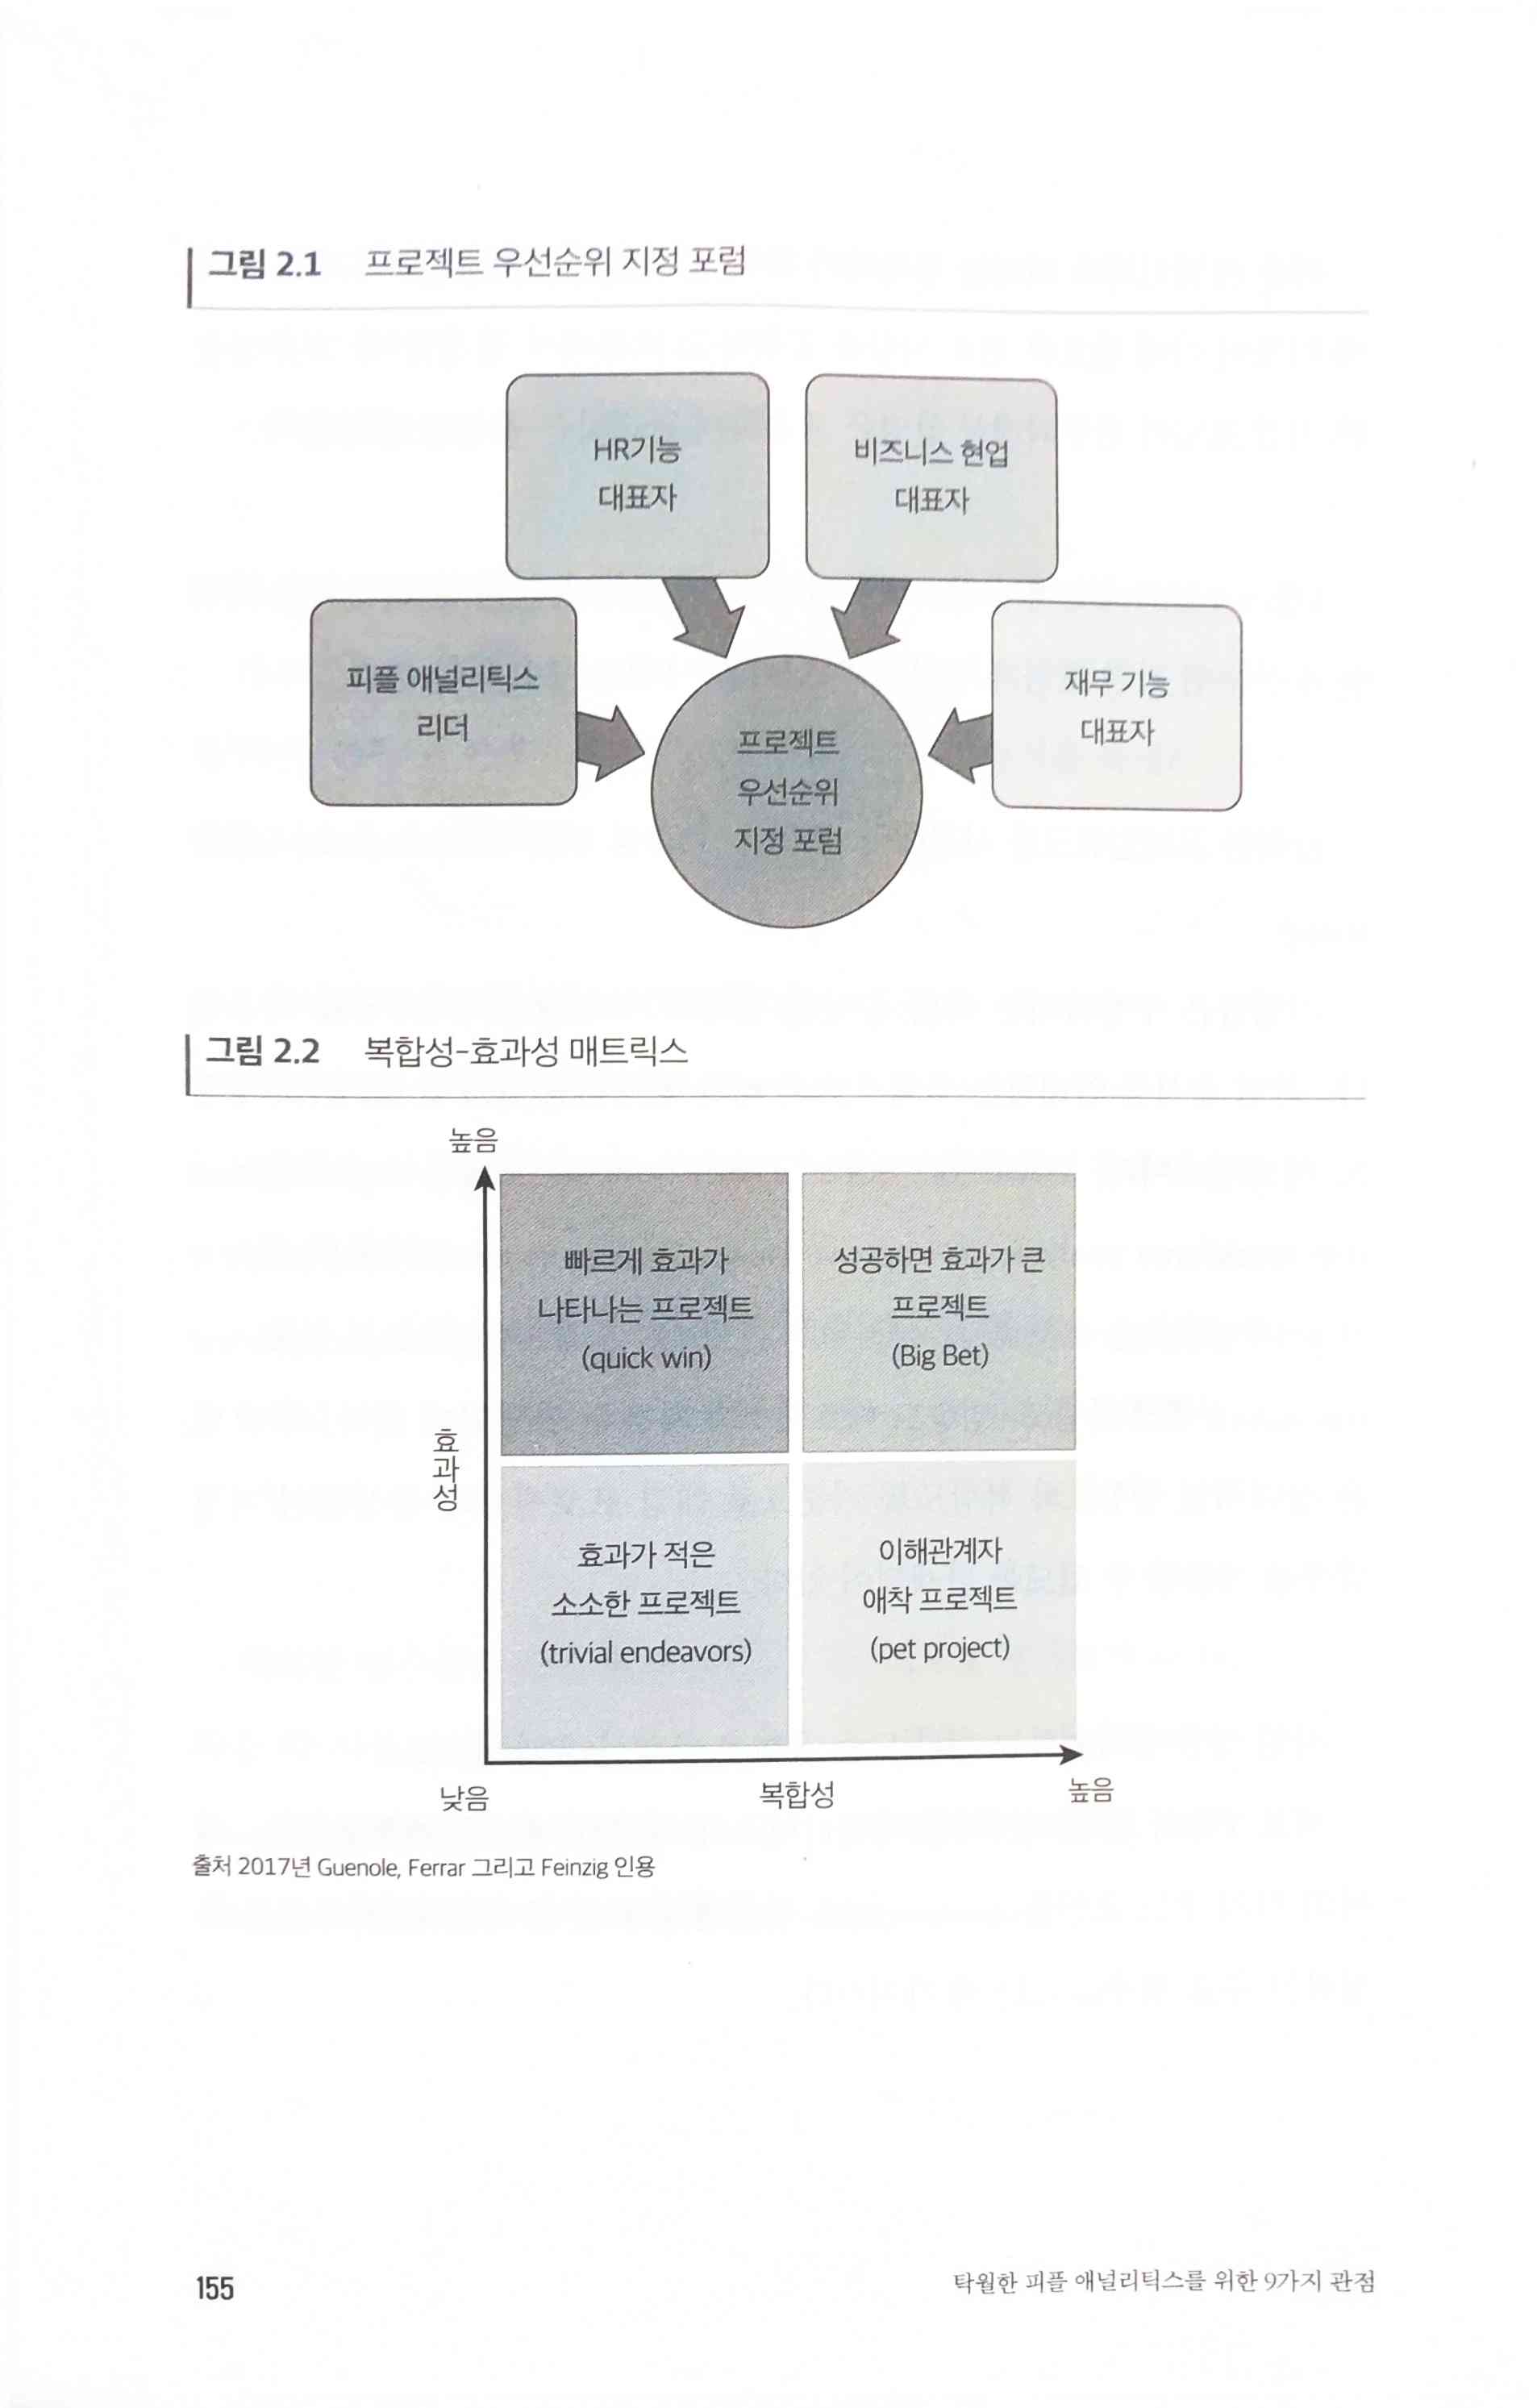 그림 2.1 프로젝트 우선순위 지정 포럼
HR기능
대표자
비즈니스 현업
대표자
피플 애널리틱스
리더
재무 기능
대표자
프로젝트
우선순위
지정 포럼
그림 2.2 복합성-효과성 매트릭스
높음
빠르게 효과가
나타나는 프로젝트
(quick win)
성공하면 효과가 큰
프로젝트
(Big Bet)
효과성
효과가 적은
소소한 프로젝트
(trivial endeavors)
이해관계자
애착 프로젝트
(pet project)
낮음
복합성
높음
출처 2017년 Guenole, Ferrar 그리고 Feinzig 인용
155
탁월한 피플 애널리틱스를 위한 9가지 관점